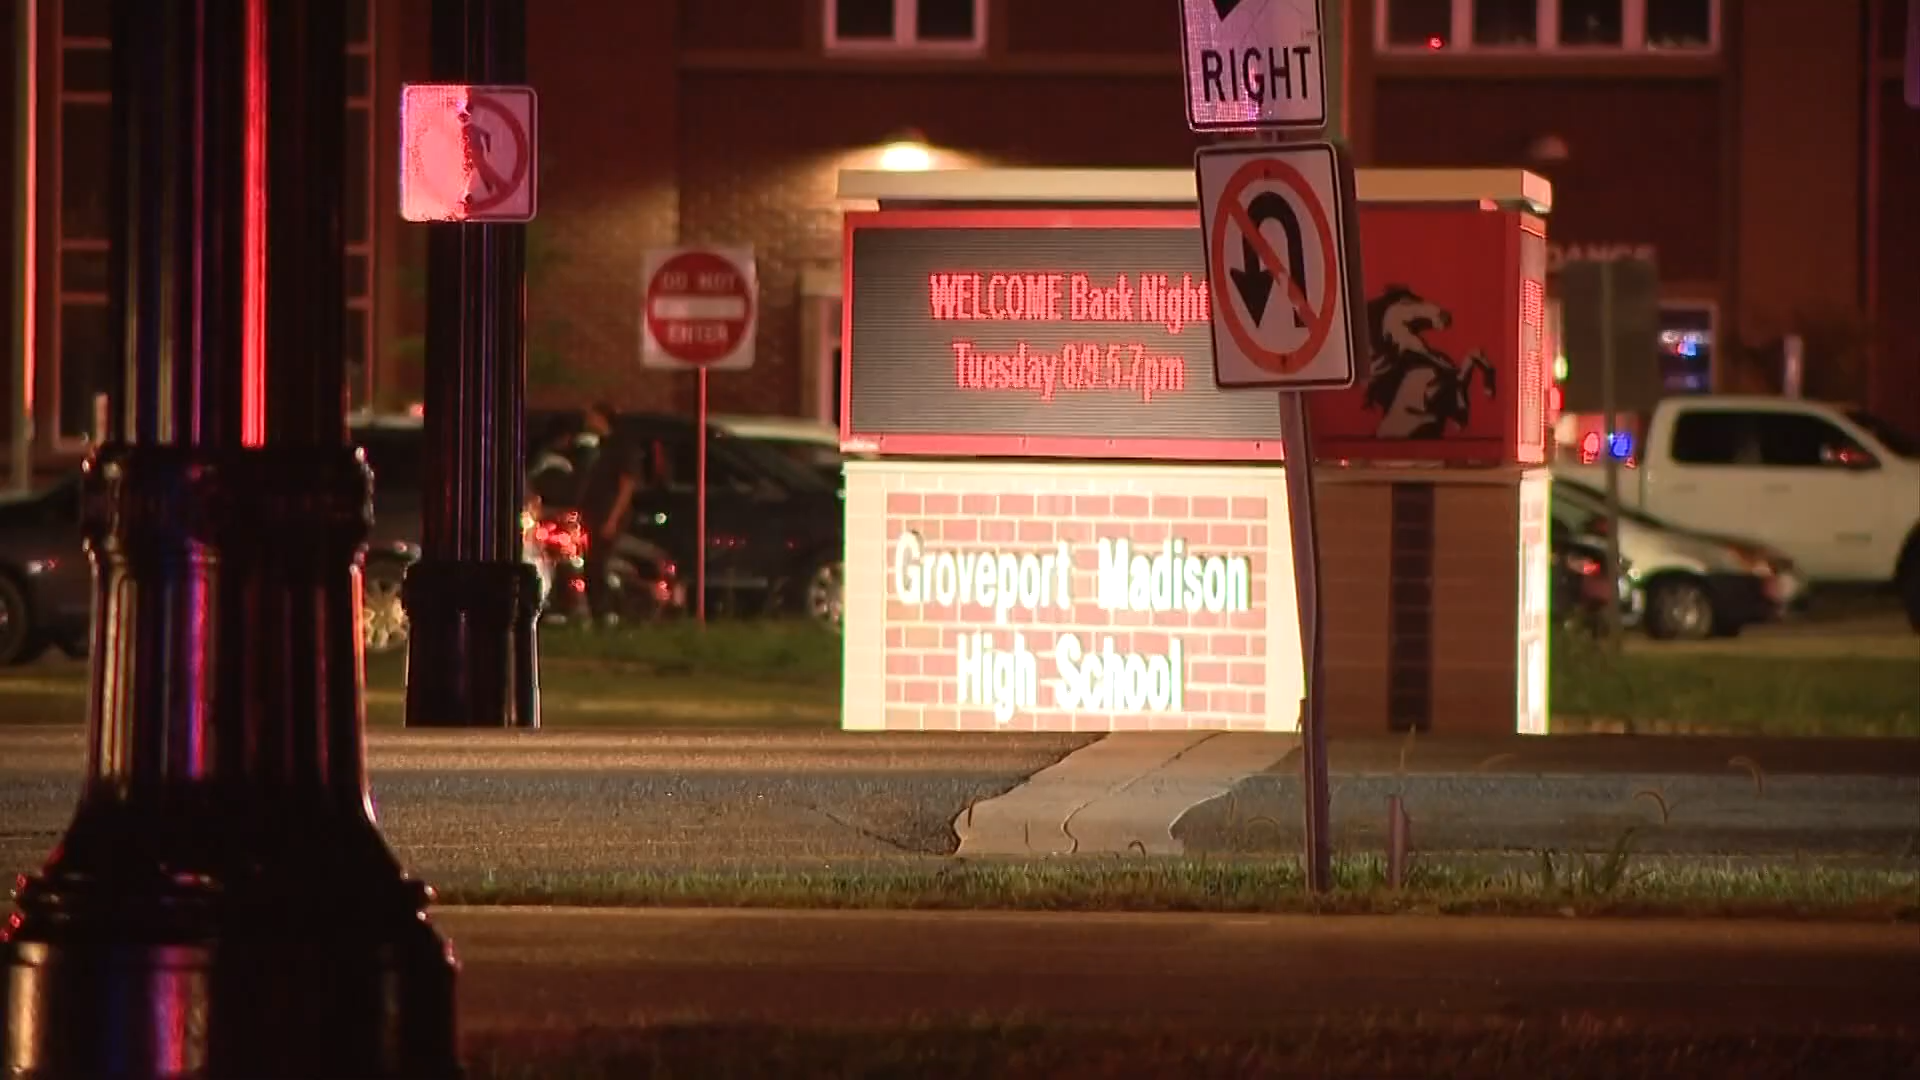 RIGHT
DO NOT
ENTER
WELCOME Back Night
Tuesday 8/9 5-7pm
Groveport Madison
High School